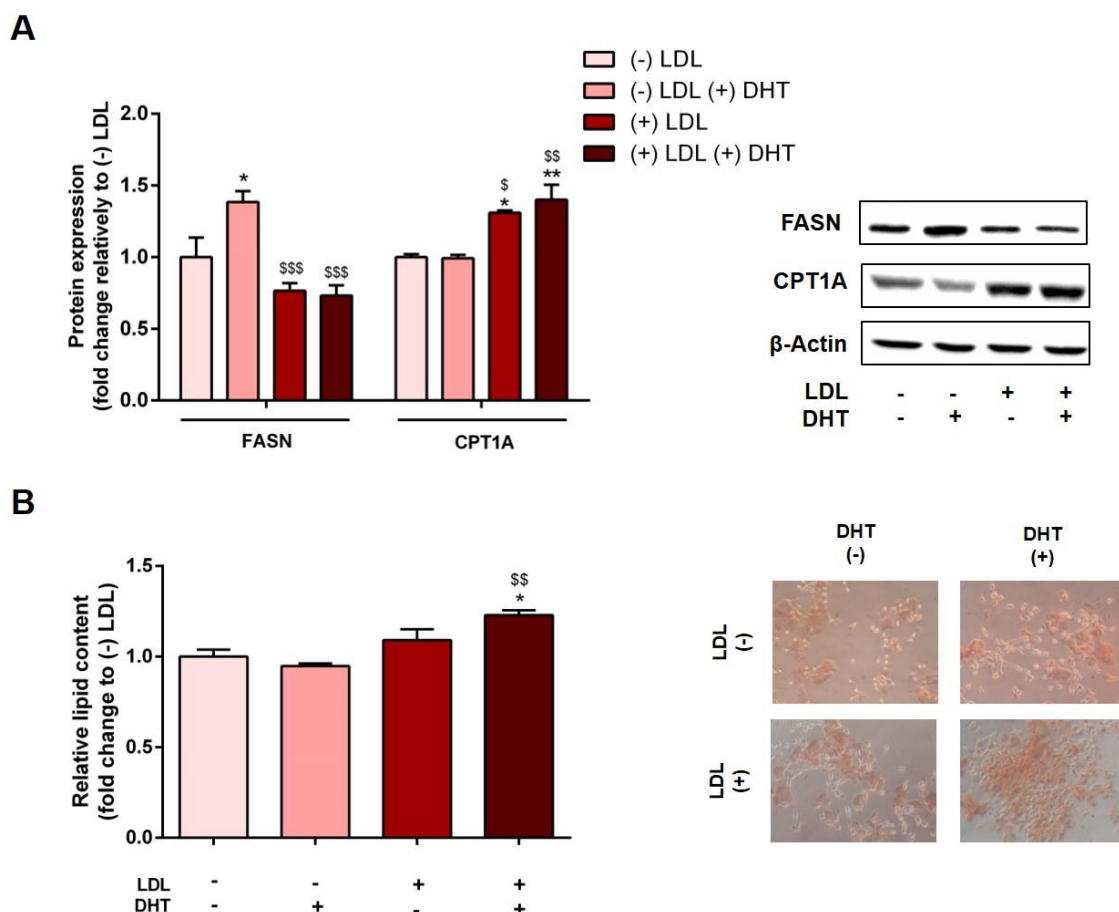 A
(-) LDL
(-) LDL (+) DHT
(+) LDL
(+) LDL (+) DHT
Protein expression
(fold change relatively to (-) LDL
2.0
1.5
1.0
0.5
0.0
*
$$$
$$$
$
*
$$
**
FASN
CPT1A
FASN
CPT1A
β-Actin
LDL - - + +
DHT - + - +
B
Relative lipid content
(fold change to (-) LDL)
1.5
1.0
0.5
0.0
$$
*
LDL - - + +
DHT - + - +
DHT
(-)
DHT
(+)
LDL
(-)
LDL
(+)